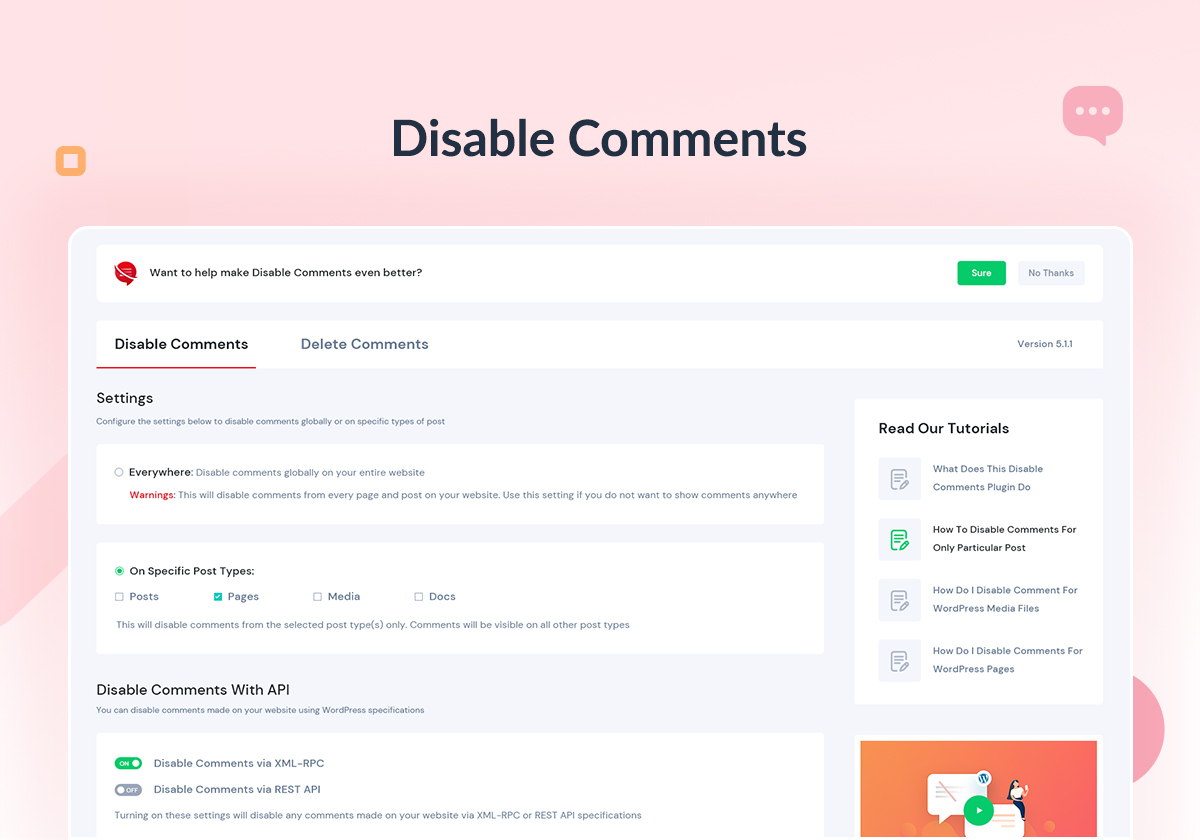 Disable Comments
Want to help make Disable Comments even better?
Sure
No Thanks
Disable Comments
Delete Comments
Version 5.1.1
Settings
Configure the settings below to disable comments globally or on specific types of post
Everywhere: Disable comments globally on your entire website
Warnings: This will disable comments from every page and post on your website. Use this setting if you do not want to show comments anywhere
On Specific Post Types:
Posts
Pages
Media
Docs
This will disable comments from the selected post type(s) only. Comments will be visible on all other post types
Disable Comments With API
You can disable comments made on your website using WordPress specifications
ON
Disable Comments via XML-RPC
OFF
Disable Comments via REST API
Turning on these settings will disable any comments made on your website via XML-RPC or REST API specifications
Read Our Tutorials
What Does This Disable
Comments Plugin Do
How To Disable Comments For
Only Particular Post
How Do I Disable Comment For
WordPress Media Files
How Do I Disable Comments For
WordPress Pages